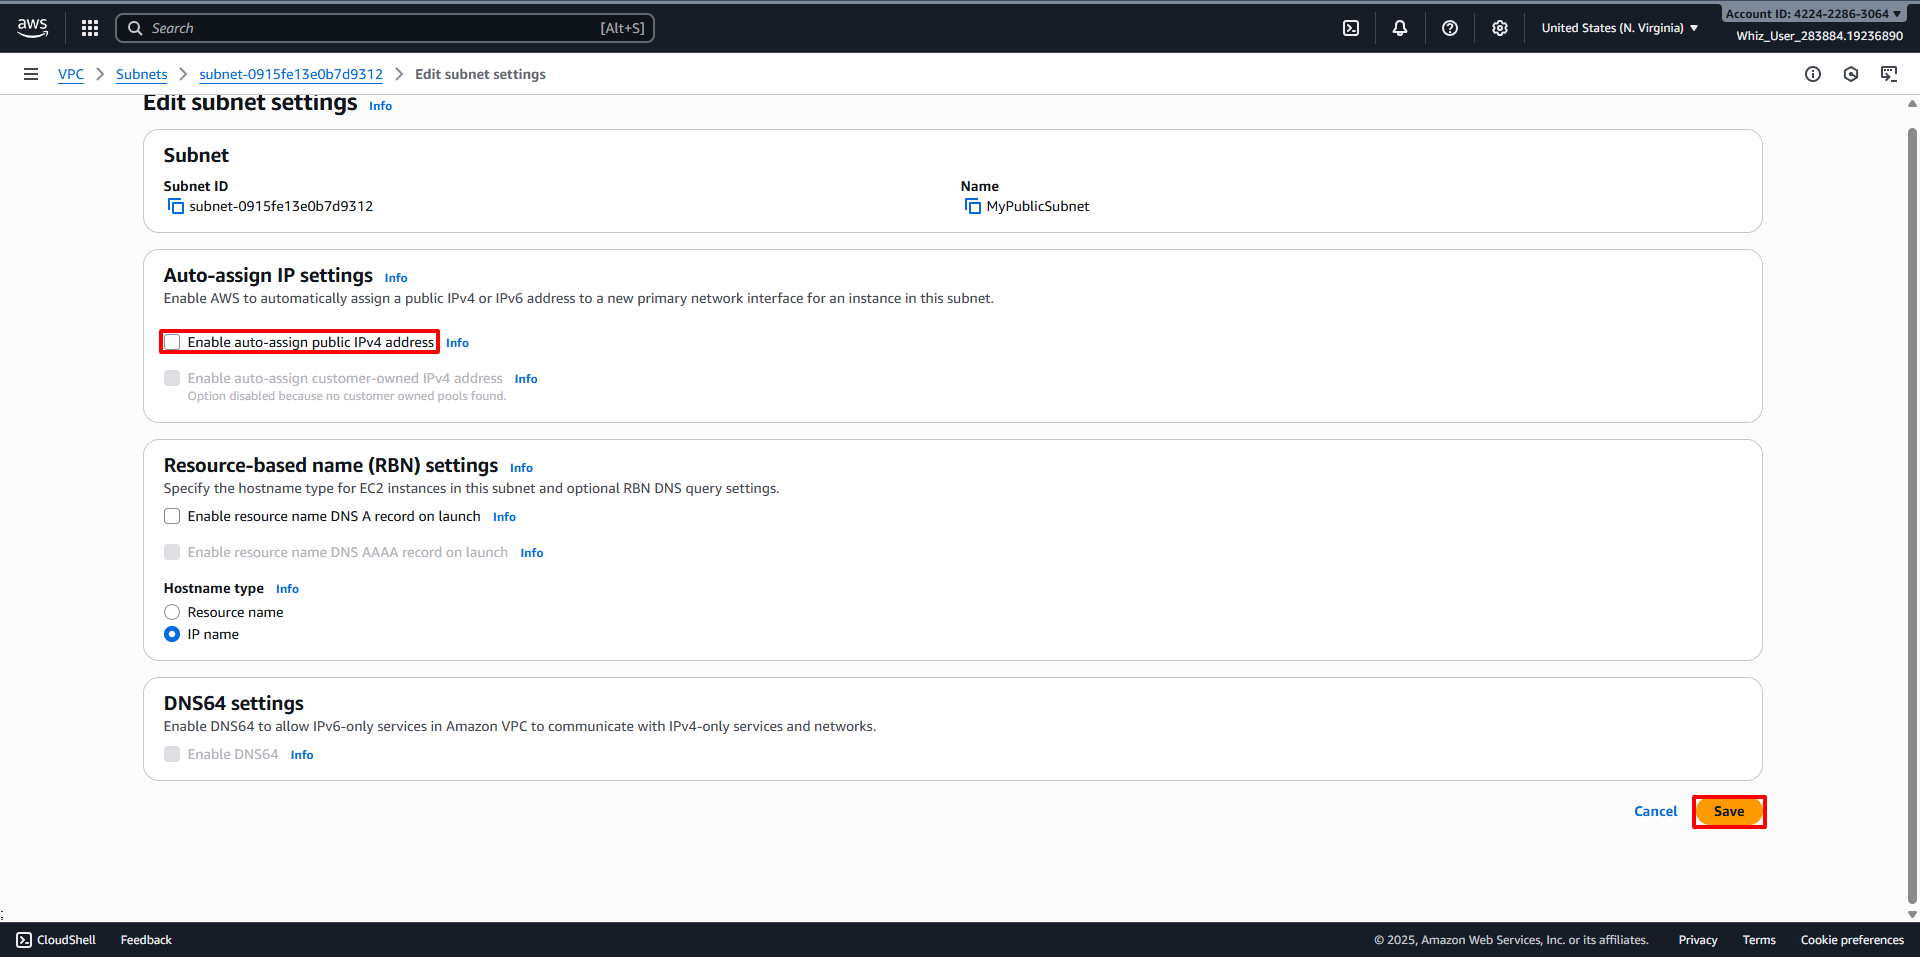 aws
Search [Alt+S]
United States (N. Virginia)
Account ID: 4224-2286-3064
Whiz_User_283884.19236890
VPC > Subnets > subnet-0915fe13e0b7d9312 > Edit subnet settings
Edit subnet settings Info
Subnet
Subnet ID
subnet-0915fe13e0b7d9312
Name
MyPublicSubnet
Auto-assign IP settings Info
Enable AWS to automatically assign a public IPv4 or IPv6 address to a new primary network interface for an instance in this subnet.
Enable auto-assign public IPv4 address Info
Enable auto-assign customer-owned IPv4 address Info
Option disabled because no customer owned pools found.
Resource-based name (RBN) settings Info
Specify the hostname type for EC2 instances in this subnet and optional RBN DNS query settings.
Enable resource name DNS A record on launch Info
Enable resource name DNS AAAA record on launch Info
Hostname type Info
Resource name
IP name
DNS64 settings
Enable DNS64 to allow IPv6-only services in Amazon VPC to communicate with IPv4-only services and networks.
Enable DNS64 Info
Cancel Save
;
CloudShell Feedback © 2025, Amazon Web Services, Inc. or its affiliates. Privacy Terms Cookie preferences